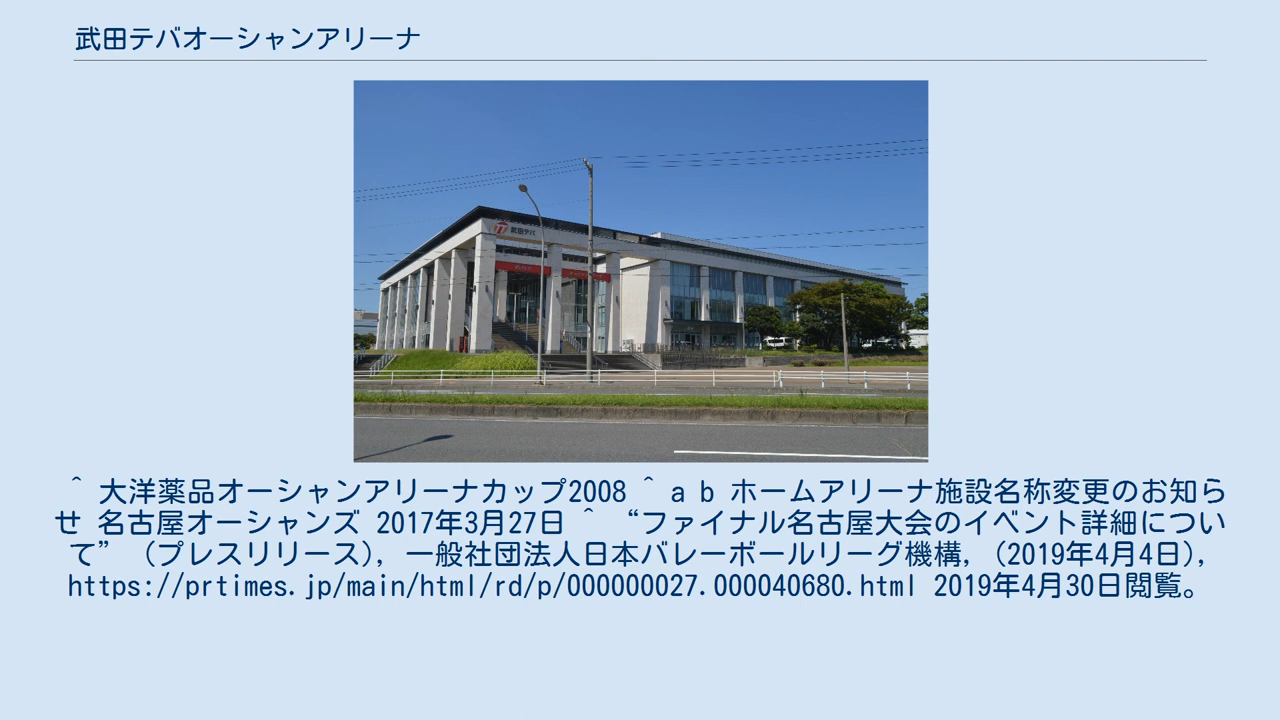 武田テバオーシャンアリーナ
武田テバ
^ 大洋薬品オーシャンアリーナカップ2008 ^ a b ホームアリーナ施設名称変更のお知ら
せ 名古屋オーシャンズ 2017年3月27日 ^ “ファイナル名古屋大会のイベント詳細につい
て” (プレスリリース), 一般社団法人日本バレーボールリーグ機構, (2019年4月4日),
https://prtimes.jp/main/html/rd/p/000000027.000040680.html 2019年4月30日閲覧。